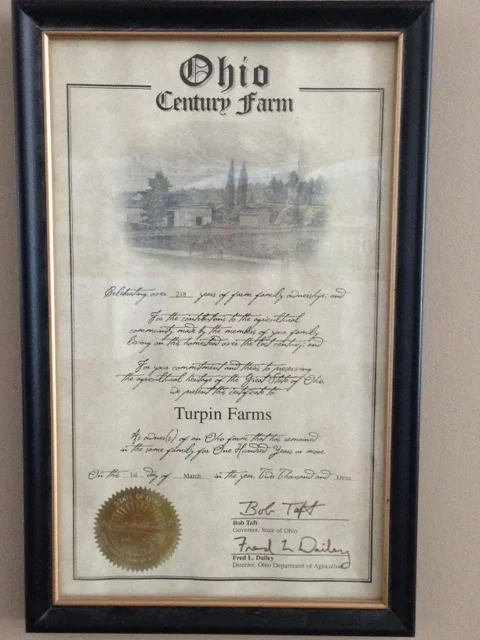 Ohio
Century Farm
Celebrating over 218 years of farm family ownership; and
For the contributions to the agricultural
community made by the members of your family
living on this homestead over the last century; and
For your commitment and theirs to preserving
the agricultural heritage of the Great State of Ohio,
we present this certificate to
Turpin Farms
As owner(s) of an Ohio farm that has remained
in the same family for One Hundred Years or more
On this 1st day of March in the year Two Thousand and Three
Bob Taft
Bob Taft
Governor, State of Ohio
Fred L Dailey
Fred L. Dailey
Director, Ohio Department of Agriculture